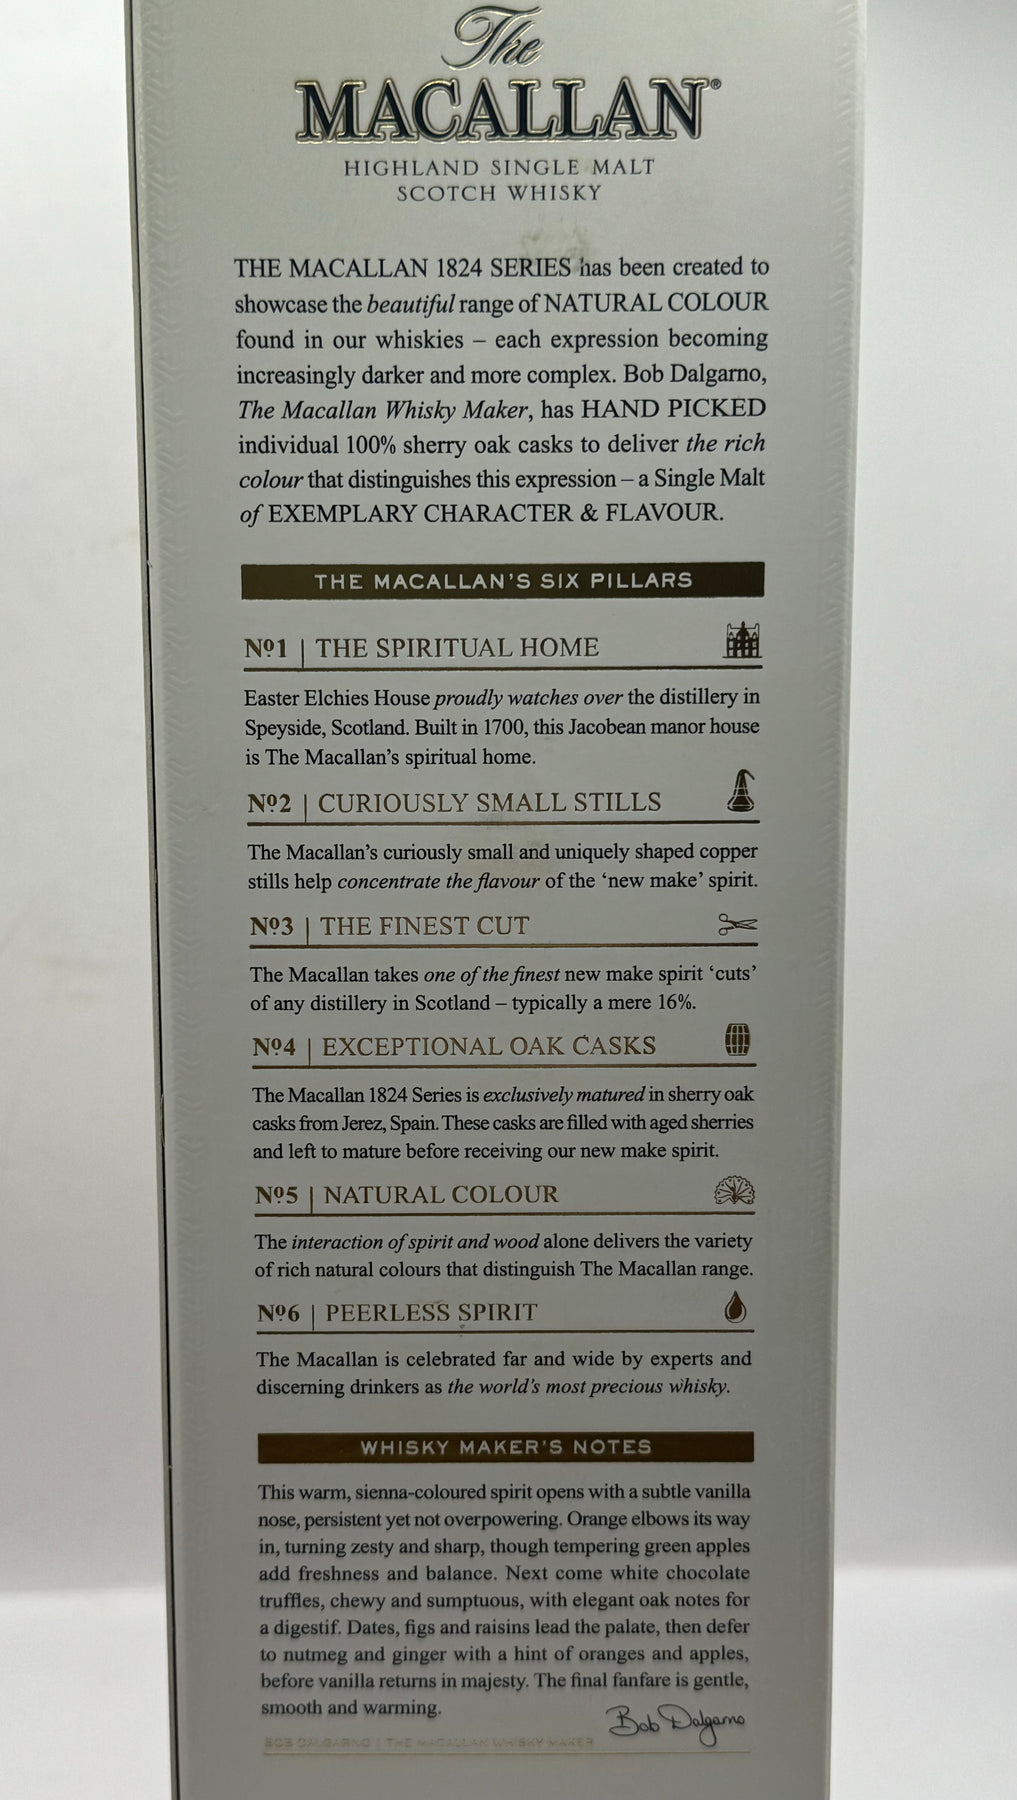 The
MACALLAN®
HIGHLAND SINGLE MALT
SCOTCH WHISKY
THE MACALLAN 1824 SERIES has been created to
showcase the beautiful range of NATURAL COLOUR
found in our whiskies – each expression becoming
increasingly darker and more complex. Bob Dalgarno,
The Macallan Whisky Maker, has HAND PICKED
individual 100% sherry oak casks to deliver the rich
colour that distinguishes this expression – a Single Malt
of EXEMPLARY CHARACTER & FLAVOUR.
THE MACALLAN'S SIX PILLARS
Nº1 | THE SPIRITUAL HOME
Easter Elchies House proudly watches over the distillery in
Speyside, Scotland. Built in 1700, this Jacobean manor house
is The Macallan's spiritual home.
Nº2 | CURIOUSLY SMALL STILLS
The Macallan's curiously small and uniquely shaped copper
stills help concentrate the flavour of the 'new make' spirit.
Nº3 | THE FINEST CUT
The Macallan takes one of the finest new make spirit 'cuts'
of any distillery in Scotland – typically a mere 16%.
Nº4 | EXCEPTIONAL OAK CASKS
The Macallan 1824 Series is exclusively matured in sherry oak
casks from Jerez, Spain. These casks are filled with aged sherries
and left to mature before receiving our new make spirit.
Nº5 | NATURAL COLOUR
The interaction of spirit and wood alone delivers the variety
of rich natural colours that distinguish The Macallan range.
Nº6 | PEERLESS SPIRIT
The Macallan is celebrated far and wide by experts and
discerning drinkers as the world's most precious whisky.
WHISKY MAKER'S NOTES
This warm, sienna-coloured spirit opens with a subtle vanilla
nose, persistent yet not overpowering. Orange elbows its way
in, turning zesty and sharp, though tempering green apples
add freshness and balance. Next come white chocolate
truffles, chewy and sumptuous, with elegant oak notes for
a digestif. Dates, figs and raisins lead the palate, then defer
to nutmeg and ginger with a hint of oranges and apples,
before vanilla returns in majesty. The final fanfare is gentle,
smooth and warming.
Bob Dalgarno
BOB DALGARNO | THE MACALLAN WHISKY MAKER